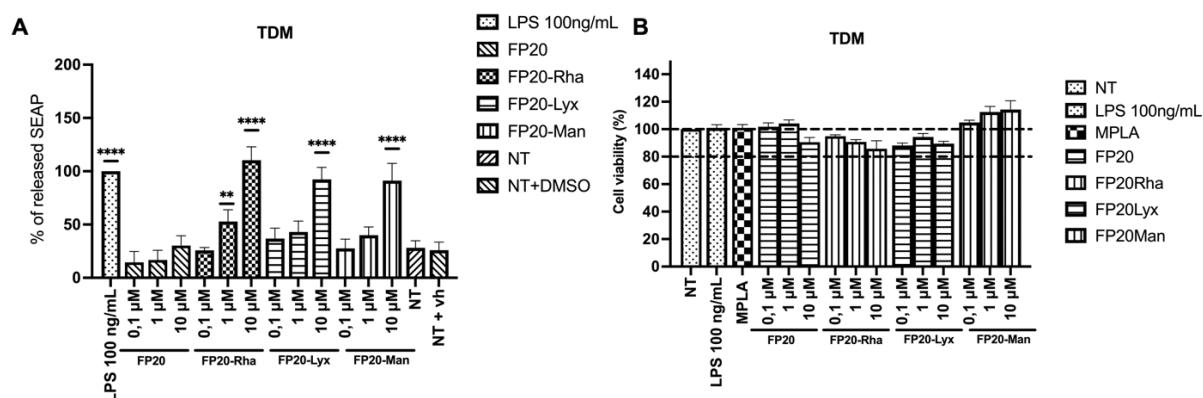 A
TDM
% of released SEAP
200
150
100
50
0
****
**
****
****
****
LPS 100 ng/mL
0,1 µM
1 µM
10 µM
0,1 µM
1 µM
10 µM
0,1 µM
1 µM
10 µM
0,1 µM
1 µM
10 µM
NT
NT + vh
FP20
FP20-Rha
FP20-Lyx
FP20-Man
LPS 100ng/mL
FP20
FP20-Rha
FP20-Lyx
FP20-Man
NT
NT+DMSO
B
TDM
Cell viability (%)
140
120
100
80
60
40
20
0
NT
LPS 100 ng/mL
MPLA
0,1 µM
1 µM
10 µM
0,1 µM
1 µM
10 µM
0,1 µM
1 µM
10 µM
0,1 µM
1 µM
10 µM
FP20
FP20-Rha
FP20-Lyx
FP20-Man
NT
LPS 100ng/mL
MPLA
FP20
FP20Rha
FP20Lyx
FP20Man